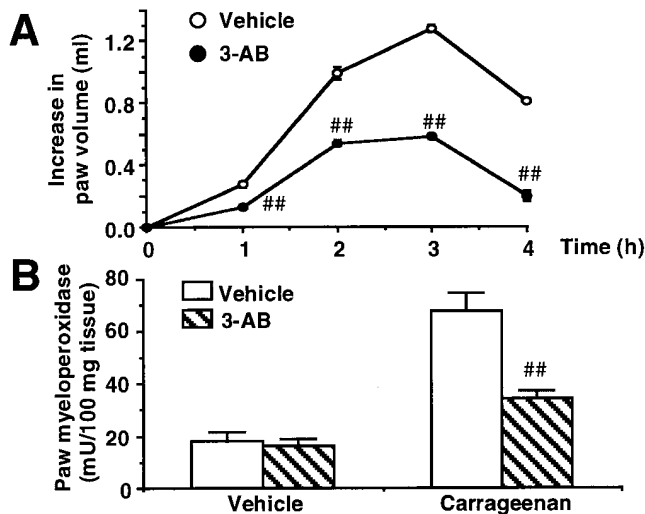 A
Vehicle
3-AB
Increase in
paw volume (ml)
1.2
0.8
0.4
0.0
##
##
##
##
0 1 2 3 4 Time (h)
B
Vehicle
3-AB
Paw myeloperoxidase
(mU/100 mg tissue)
80
60
40
20
0
##
Vehicle Carrageenan